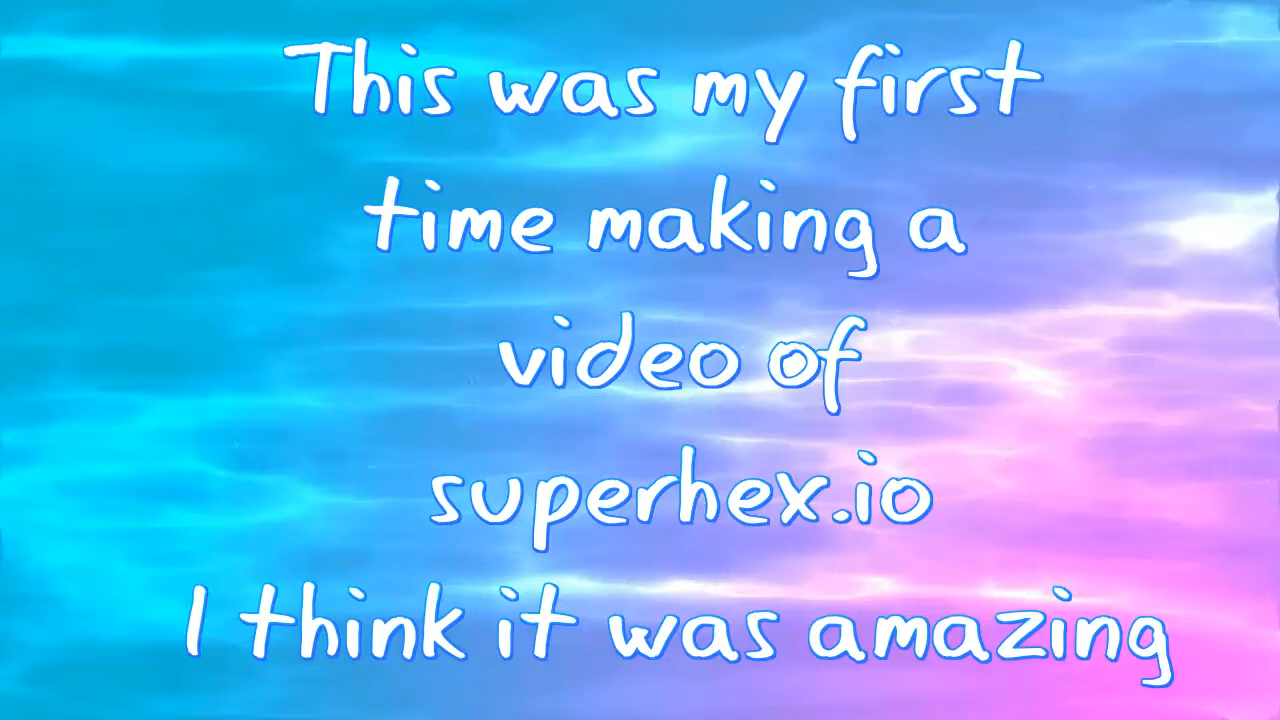 This was my first
time making a
video of
superhex.io
I think it was amazing